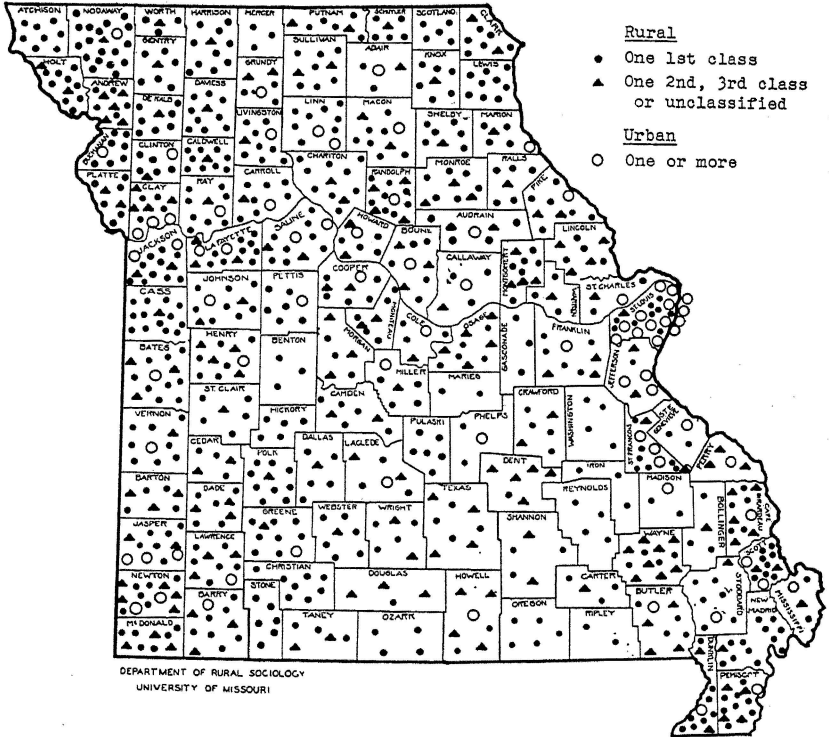 ATCHISON
NODAWAY
WORTH
HARRISON
MERCER
PUTNAM
SCHUYLER
SCOTLAND
CLARK
GENTRY
SULLIVAN
ADAIR
KNOX
LEWIS
HOLT
ANDREW
DE KALB
DAVIESS
GRUNDY
LINN
MACON
SHELBY
MARION
BUCHANAN
CLINTON
CALDWELL
LIVINGSTON
CHARITON
RANDOLPH
MONROE
RALLS
PIKE
PLATTE
CLAY
RAY
CARROLL
AUDRAIN
LINCOLN
JACKSON
LAFAYETTE
SALINE
HOWARD
BOONE
CALLAWAY
MONTGOMERY
WARREN
ST. CHARLES
ST. LOUIS
CASS
JOHNSON
PETTIS
COOPER
MONITEAU
COLE
OSAGE
GASCONADE
FRANKLIN
JEFFERSON
BATES
HENRY
BENTON
MORGAN
MILLER
MARIES
VERNON
ST. CLAIR
HICKORY
CAMDEN
PULASKI
PHELPS
CRAWFORD
WASHINGTON
ST. FRANCOIS
STE GENEVIEVE
PERRY
CEDAR
POLK
DALLAS
LACLEDE
DENT
IRON
MADISON
BARTON
DADE
GREENE
WEBSTER
WRIGHT
TEXAS
SHANNON
REYNOLDS
WAYNE
BOLLINGER
CAPE GIRARDEAU
JASPER
LAWRENCE
CHRISTIAN
DOUGLAS
HOWELL
CARTER
BUTLER
STODDARD
SCOTT
MISSISSIPPI
NEWTON
BARRY
STONE
TANEY
OZARK
OREGON
RIPLEY
NEW
MADRID
MCDONALD
DUNKLIN
PEMISCOT
Rural
One 1st class
One 2nd, 3rd class
or unclassified
Urban
One or more
DEPARTMENT OF RURAL SOCIOLOGY
UNIVERSITY OF MISSOURI